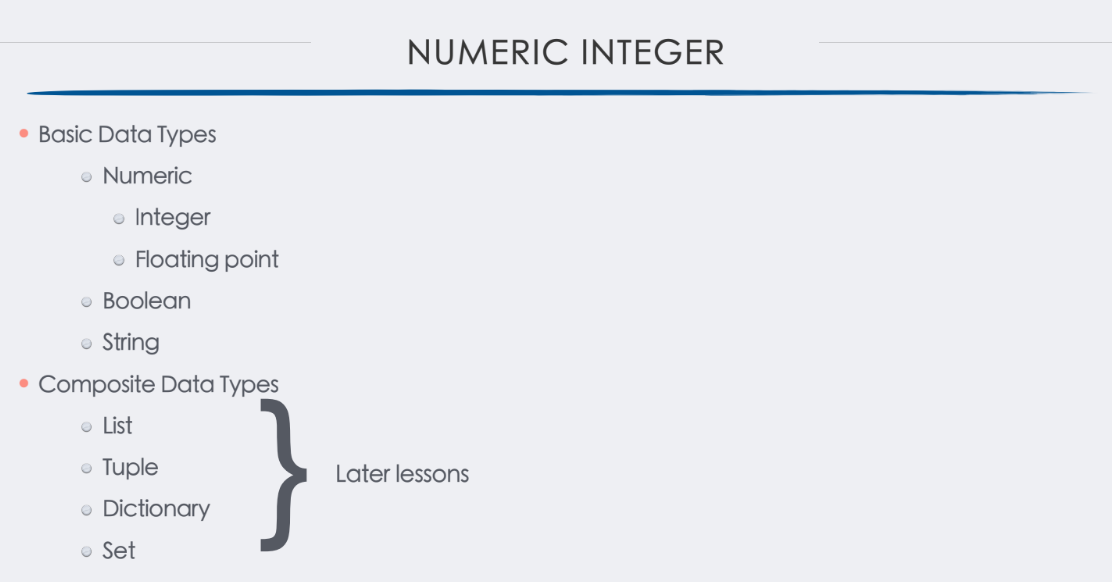 NUMERIC INTEGER
Basic Data Types
Numeric
Integer
Floating point
Boolean
String
Composite Data Types
List
Tuple
Dictionary
Set
Later lessons